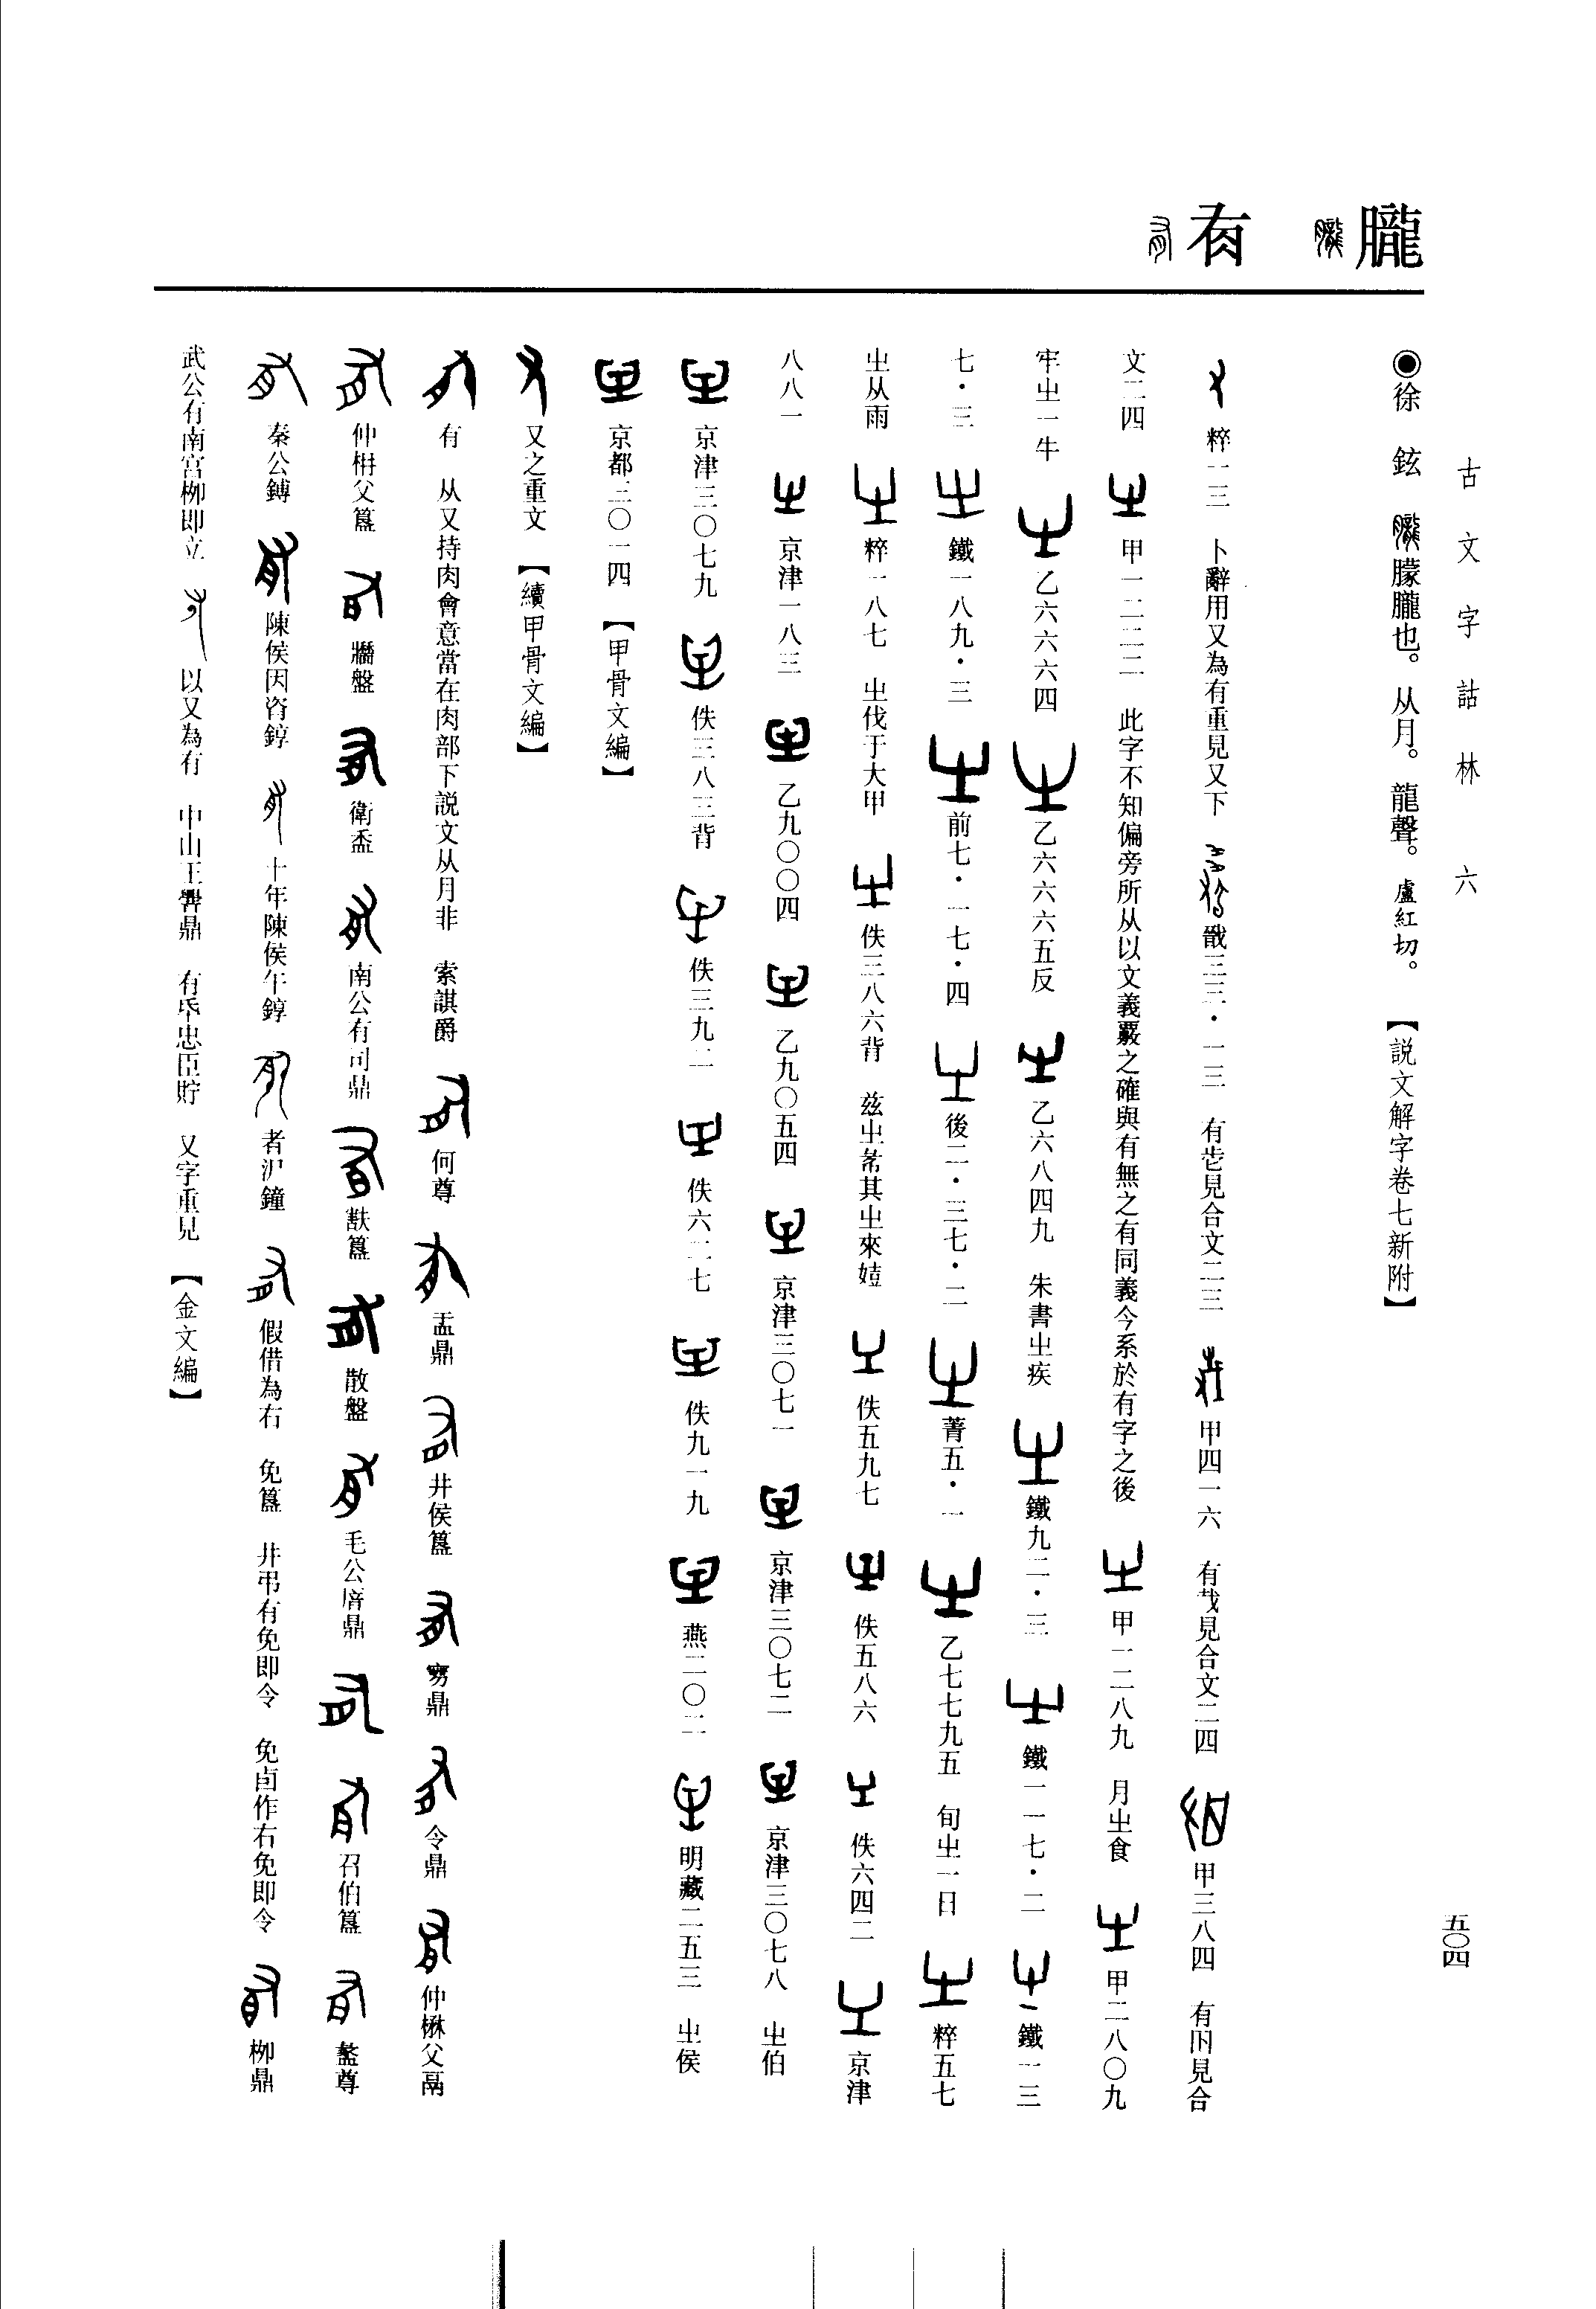 古文字詁林 六
五〇四
朧 有
◉徐 鉉 朦朧也。从月。龍聲。盧紅切。【説文解字卷七新附】
粹一三 卜辭用又為有重見又下 戩三三·一三 有𡆥見合文二三 甲四一六 有𢦔見合文二四 甲三八四 有囚見合
文二四 甲一二二二 此字不知偏旁所从以文義覈之確與有無之有同義今系於有字之後 甲一二八九 月㞢食 甲二八〇九
牢㞢一牛 乙六六六四 乙六六六五反 乙六八四九 朱書㞢疾 鐵九二·三 鐵一一七·二 鐵一三
七·三 鐵一八九·三 前七·一七·四 後二·三七·二 菁五·一 乙七七九五 旬㞢一日 粹五七
㞢从雨 粹一八七 㞢伐于大甲 佚三八六背 茲㞢其㞢來嬄 佚五九七 佚五八六 佚六四二 京津
八八一 京津一八三 乙九〇〇四 乙九〇五四 京津三〇七一 京津三〇七二 京津三〇七八 㞢伯
京津三〇七九 佚三八三背 佚三九二 佚六二七 佚九一九 燕二〇二 明藏二五三 㞢侯
京都三〇一四 【甲骨文編】
又之重文 【續甲骨文編】
有 从又持肉會意當在肉部下説文从月非 索諆爵 何尊 盂鼎 井侯簋 令鼎 仲枏父鬲
仲枏父簋 牆盤 衛盉 南公有司鼎 㝬簋 散盤 毛公𢊁鼎 召伯簋 盠尊
秦公鎛 陳侯因𬯎錞 十年陳侯午錞 者沪鐘 假借為右 免簋 井弔有免即令 免卣作右免即令 柳鼎
武公有南宮柳即立 以又為有 中山王𰯼鼎 有氒忠臣貯 又字重見 【金文編】